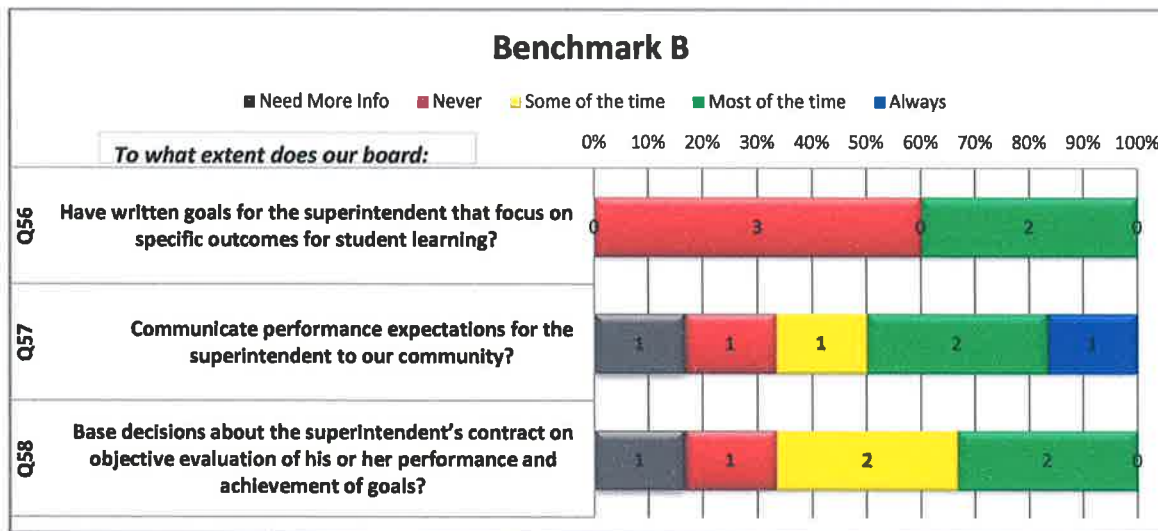 Benchmark B
Need More Info Never Some of the time Most of the time Always
To what extent does our board:
0% 10% 20% 30% 40% 50% 60% 70% 80% 90% 100%
Q56
Have written goals for the superintendent that focus on
specific outcomes for student learning?
0 3 0 2 0
Q57
Communicate performance expectations for the
superintendent to our community?
1 1 1 2 1
Q58
Base decisions about the superintendent's contract on
objective evaluation of his or her performance and
achievement of goals?
1 1 2 2 0